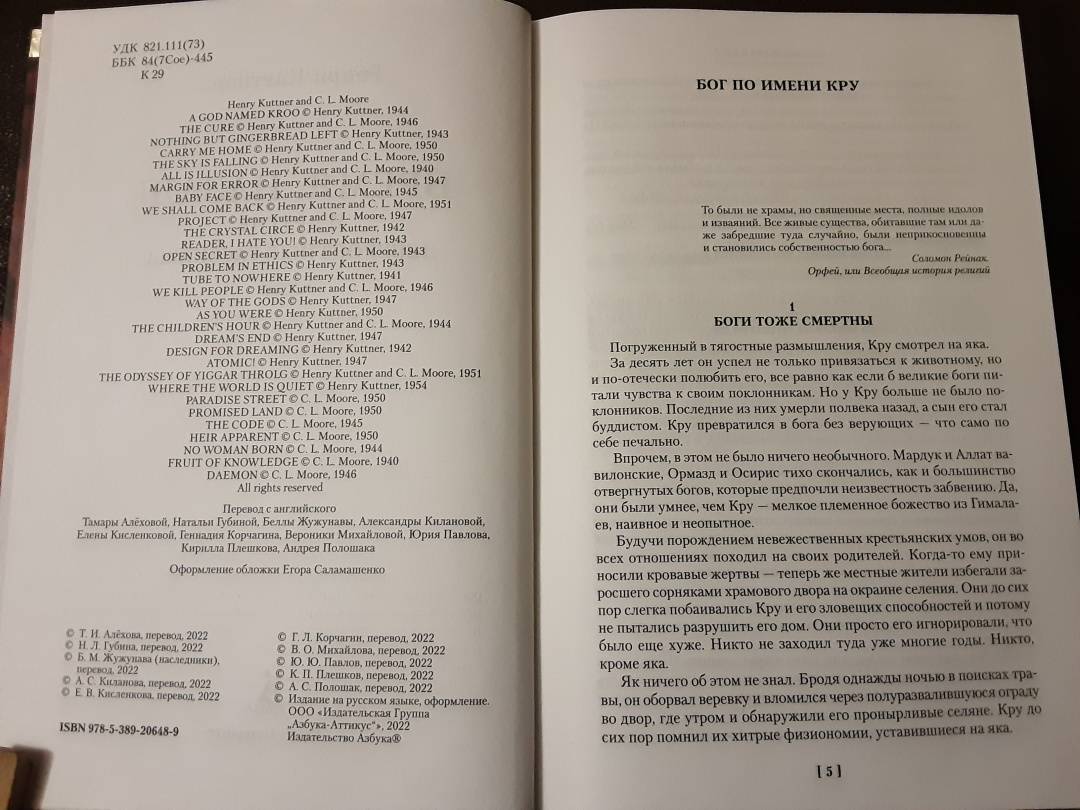 УДК 821.111(73)
ББК 84(7Сое)-445
К 29
Henry Kuttner and C. L. Moore
A GOD NAMED KROO © Henry Kuttner, 1944
THE CURE © Henry Kuttner and C. L. Moore, 1946
NOTHING BUT GINGERBREAD LEFT © Henry Kuttner, 1943
CARRY ME HOME © Henry Kuttner and C. L. Moore, 1950
THE SKY IS FALLING © Henry Kuttner and C. L. Moore, 1950
ALL IS ILLUSION © Henry Kuttner and C. L. Moore, 1940
MARGIN FOR ERROR © Henry Kuttner and C. L. Moore, 1947
BABY FACE © Henry Kuttner and C. L. Moore, 1945
WE SHALL COME BACK © Henry Kuttner and C. L. Moore, 1951
PROJECT © Henry Kuttner and C. L. Moore, 1947
THE CRYSTAL CIRCE © Henry Kuttner, 1942
READER, I HATE YOU! © Henry Kuttner, 1943
OPEN SECRET © Henry Kuttner and C. L. Moore, 1943
PROBLEM IN ETHICS © Henry Kuttner, 1943
TUBE TO NOWHERE © Henry Kuttner, 1941
WE KILL PEOPLE © Henry Kuttner and C. L. Moore, 1946
WAY OF THE GODS © Henry Kuttner, 1947
AS YOU WERE © Henry Kuttner, 1950
THE CHILDREN'S HOUR © Henry Kuttner and C. L. Moore, 1944
DREAM'S END © Henry Kuttner, 1947
DESIGN FOR DREAMING © Henry Kuttner, 1942
ATOMIC! © Henry Kuttner, 1947
THE ODYSSEY OF YIGGAR THROLG © Henry Kuttner and C. L. Moore, 1951
WHERE THE WORLD IS QUIET © Henry Kuttner, 1954
PARADISE STREET © C. L. Moore, 1950
PROMISED LAND © C. L. Moore, 1950
THE CODE © C. L. Moore, 1945
HEIR APPARENT © C. L. Moore, 1950
NO WOMAN BORN © C. L. Moore, 1944
FRUIT OF KNOWLEDGE © C. L. Moore, 1940
DAEMON © C. L. Moore, 1946
All rights reserved
Перевод с английского
Тамары Алёховой, Натальи Губиной, Беллы Жужунавы, Александры Килановой,
Елены Кисленковой, Геннадия Корчагина, Вероники Михайловой, Юрия Павлова,
Кирилла Плешкова, Андрея Полошака
Оформление обложки Егора Саламашенко
© Т. И. Алёхова, перевод, 2022
© Н. Л. Губина, перевод, 2022
© Б. М. Жужунава (наследники),
перевод, 2022
© А. С. Киланова, перевод, 2022
© Е. В. Кисленкова, перевод, 2022
© Г. Л. Корчагин, перевод, 2022
© В. О. Михайлова, перевод, 2022
© Ю. Ю. Павлов, перевод, 2022
© К. П. Плешков, перевод, 2022
© А. С. Полошак, перевод, 2022
© Издание на русском языке, оформление.
ООО «Издательская Группа
„Азбука-Аттикус“», 2022
Издательство Азбука®
ISBN 978-5-389-20648-9
БОГ ПО ИМЕНИ КРУ
То были не храмы, но священные места, полные идолов
и изваяний. Все живые существа, обитавшие там или да-
же забредшие туда случайно, были неприкосновенны
и становились собственностью бога...
Соломон Рейнак.
Орфей, или Всеобщая история религий
1
БОГИ ТОЖЕ СМЕРТНЫ
Погруженный в тягостные размышления, Кру смотрел на яка.
За десять лет он успел не только привязаться к животному, но
и по-отечески полюбить его, все равно как если б великие боги пи-
тали чувства к своим поклонникам. Но у Кру больше не было по-
клонников. Последние из них умерли полвека назад, а сын его стал
буддистом. Кру превратился в бога без верующих — что само по
себе печально.
Впрочем, в этом не было ничего необычного. Мардук и Аллат ва-
вилонские, Ормазд и Осирис тихо скончались, как и большинство
отвергнутых богов, которые предпочли неизвестность забвению. Да,
они были умнее, чем Кру — мелкое племенное божество из Гимала-
ев, наивное и неопытное.
Будучи порождением невежественных крестьянских умов, он во
всех отношениях походил на своих родителей. Когда-то ему при-
носили кровавые жертвы — теперь же местные жители избегали за-
росшего сорняками храмового двора на окраине селения. Они до сих
пор слегка побаивались Кру и его зловещих способностей и потому
не пытались разрушить его дом. Они просто его игнорировали, что
было еще хуже. Никто не заходил туда уже многие годы. Никто,
кроме яка.
Як ничего об этом не знал. Бродя однажды ночью в поисках тра-
вы, он оборвал веревку и вломился через полуразвалившуюся ограду
во двор, где утром и обнаружили его пронырливые селяне. Кру до
сих пор помнил их хитрые физиономии, уставившиеся на яка.
[ 5 ]